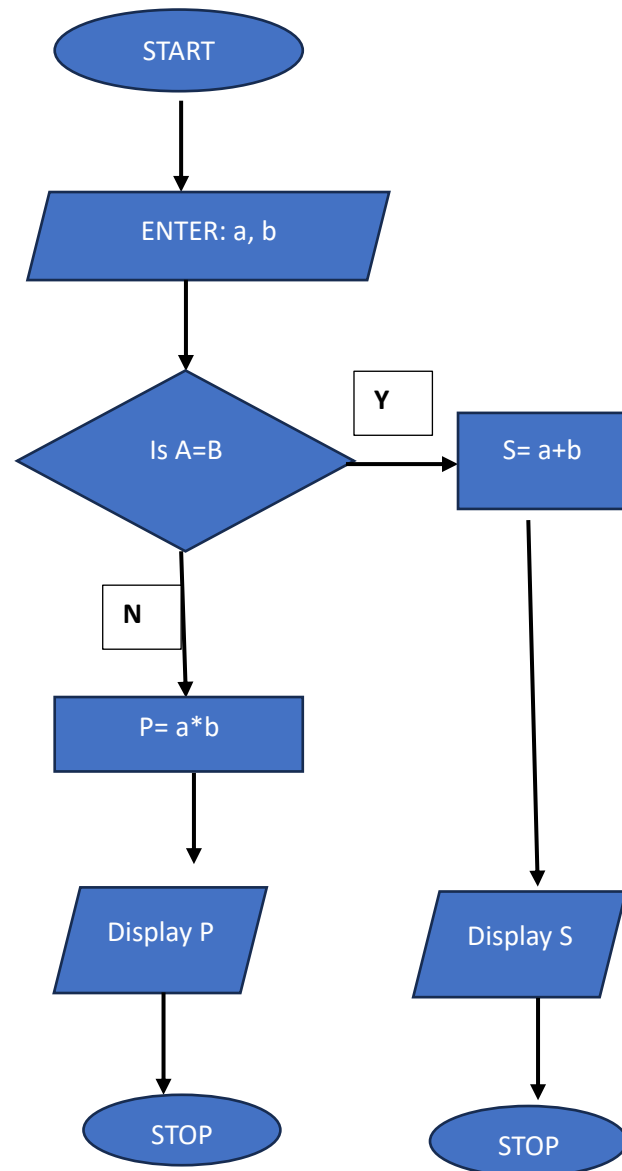 START
ENTER: a, b
Is A=B
Y
S= a+b
N
P= a*b
Display P
Display S
STOP
STOP